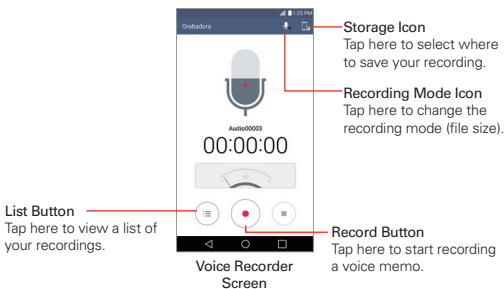 1:25 PM
Grabadora
Audio00003
00:00:00
Storage Icon
Tap here to select where
to save your recording.
Recording Mode Icon
Tap here to change the
recording mode (file size).
List Button
Tap here to view a list of
your recordings.
Record Button
Tap here to start recording
a voice memo.
Voice Recorder
Screen